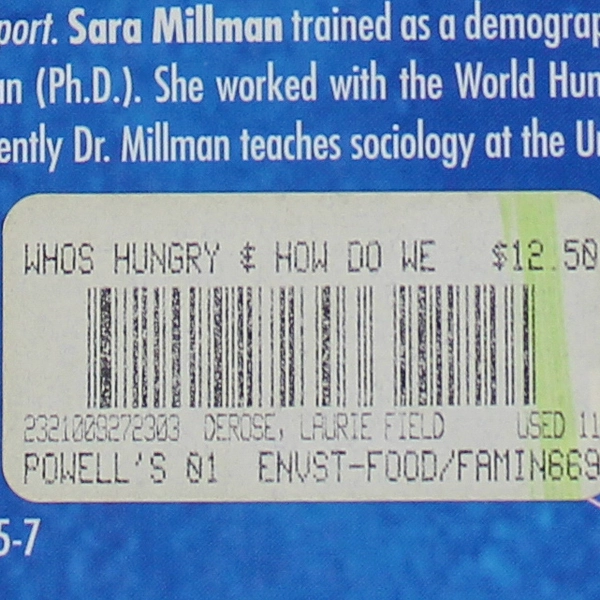 port. Sara Millman trained as a demograp
an (Ph.D.). She worked with the World Hun
ently Dr. Millman teaches sociology at the Un
WHOS HUNGRY & HOW DO WE $12.50
2321009272303 DEROSE, LAURIE FIELD USED 11
POWELL'S 01 ENVST-FOOD/FAMIN669
5-7